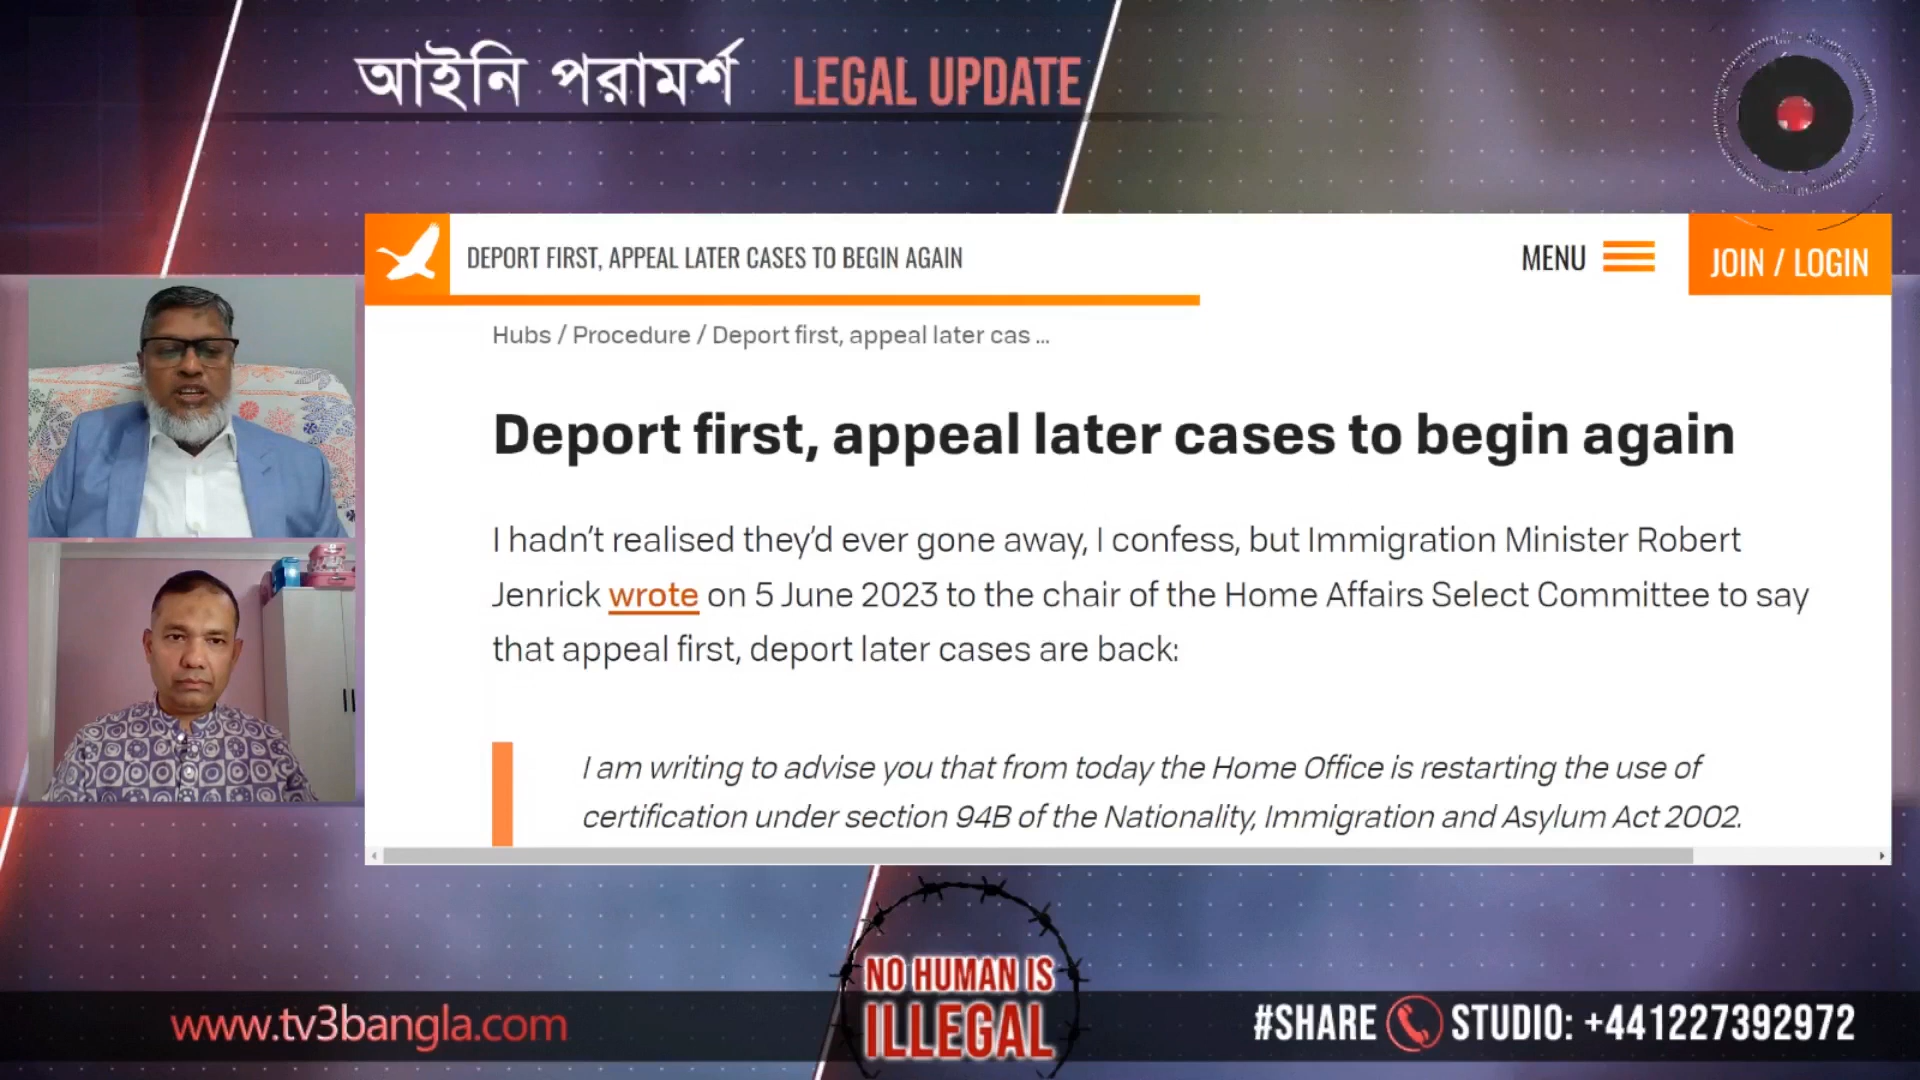 আইনি পরামর্শ LEGAL UPDATE
DEPORT FIRST, APPEAL LATER CASES TO BEGIN AGAIN
MENU
JOIN / LOGIN
Hubs / Procedure / Deport first, appeal later cas ...
Deport first, appeal later cases to begin again
I hadn't realised they'd ever gone away, I confess, but Immigration Minister Robert
Jenrick wrote on 5 June 2023 to the chair of the Home Affairs Select Committee to say
that appeal first, deport later cases are back:
I am writing to advise you that from today the Home Office is restarting the use of
certification under section 94B of the Nationality, Immigration and Asylum Act 2002.
NO HUMAN IS
ILLEGAL
www.tv3bangla.com
#SHARE STUDIO: +441227392972